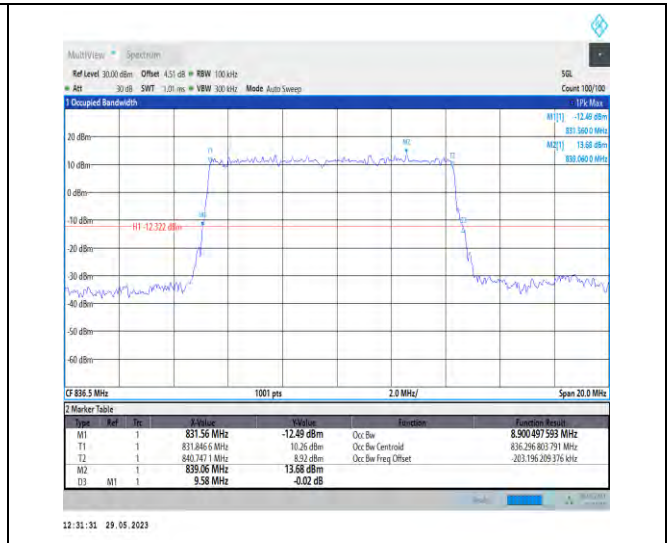 MultiView Spectrum
Ref Level 30.00 dBm Offset 4.51 dB RBW 100 kHz SGL
Att 30 dB SWT 1.01 ms VBW 300 kHz Mode Auto Sweep Count 100/100
1 Occupied Bandwidth 1Pk Max
M1[1] -12.49 dBm
831.560 0 MHz
M2[1] 13.68 dBm
839.060 0 MHz
20 dBm
10 dBm
0 dBm
-10 dBm
-20 dBm
-30 dBm
-40 dBm
-50 dBm
-60 dBm
T1
M2
T2
M1
D3
H1 -12.322 dBm
CF 836.5 MHz 1001 pts 2.0 MHz/ Span 20.0 MHz
2 Marker Table
Type Ref Trc X-Value Y-Value Function Function Result
M1 1 831.56 MHz -12.49 dBm Occ Bw 8.900 497 593 MHz
T1 1 831.846 6 MHz 10.26 dBm Occ Bw Centroid 836.296 803 791 MHz
T2 1 840.747 1 MHz 8.92 dBm Occ Bw Freq Offset -203.196 209 376 kHz
M2 1 839.06 MHz 13.68 dBm
D3 M1 1 9.58 MHz -0.02 dB
12:31:31 29.05.2023